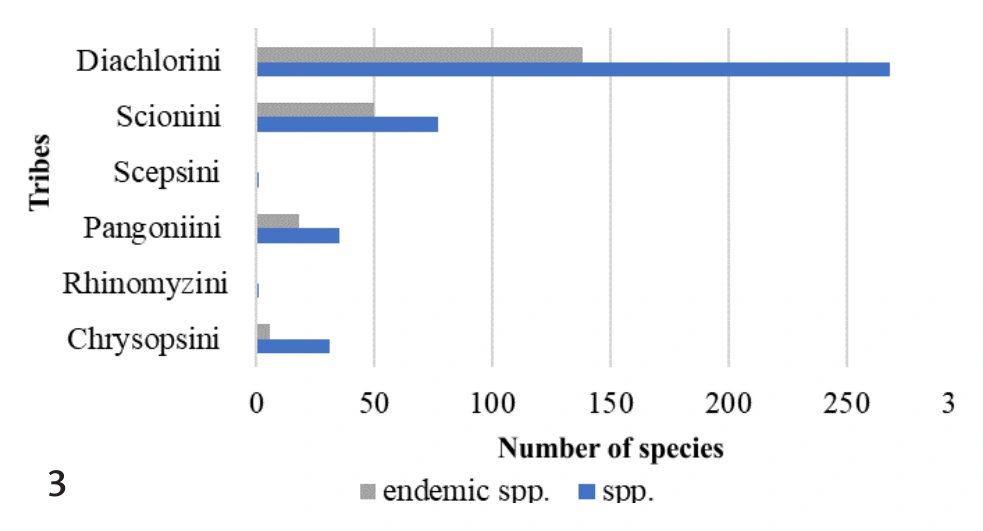 Diachlorini
Scionini
Scepsini
Pangoniini
Rhinomyzini
Chrysopsini
Tribes
0 50 100 150 200 250 3
Number of species
3
endemic spp. spp.